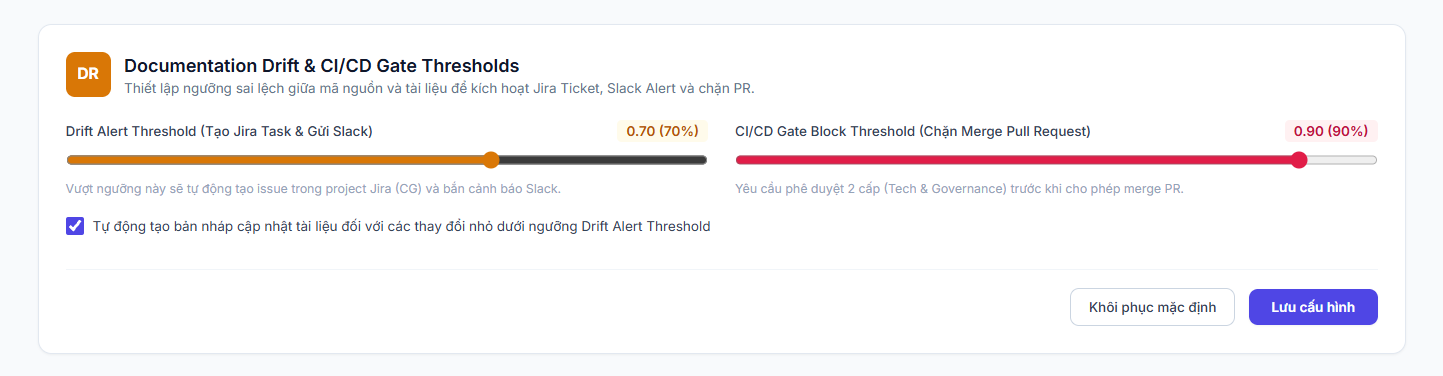 DR
Documentation Drift & CI/CD Gate Thresholds
Thiết lập ngưỡng sai lệch giữa mã nguồn và tài liệu để kích hoạt Jira Ticket, Slack Alert và chặn PR.
Drift Alert Threshold (Tạo Jira Task & Gửi Slack)
0.70 (70%)
Vượt ngưỡng này sẽ tự động tạo issue trong project Jira (CG) và bắn cảnh báo Slack.
CI/CD Gate Block Threshold (Chặn Merge Pull Request)
0.90 (90%)
Yêu cầu phê duyệt 2 cấp (Tech & Governance) trước khi cho phép merge PR.
Tự động tạo bản nháp cập nhật tài liệu đối với các thay đổi nhỏ dưới ngưỡng Drift Alert Threshold
Khôi phục mặc định
Lưu cấu hình